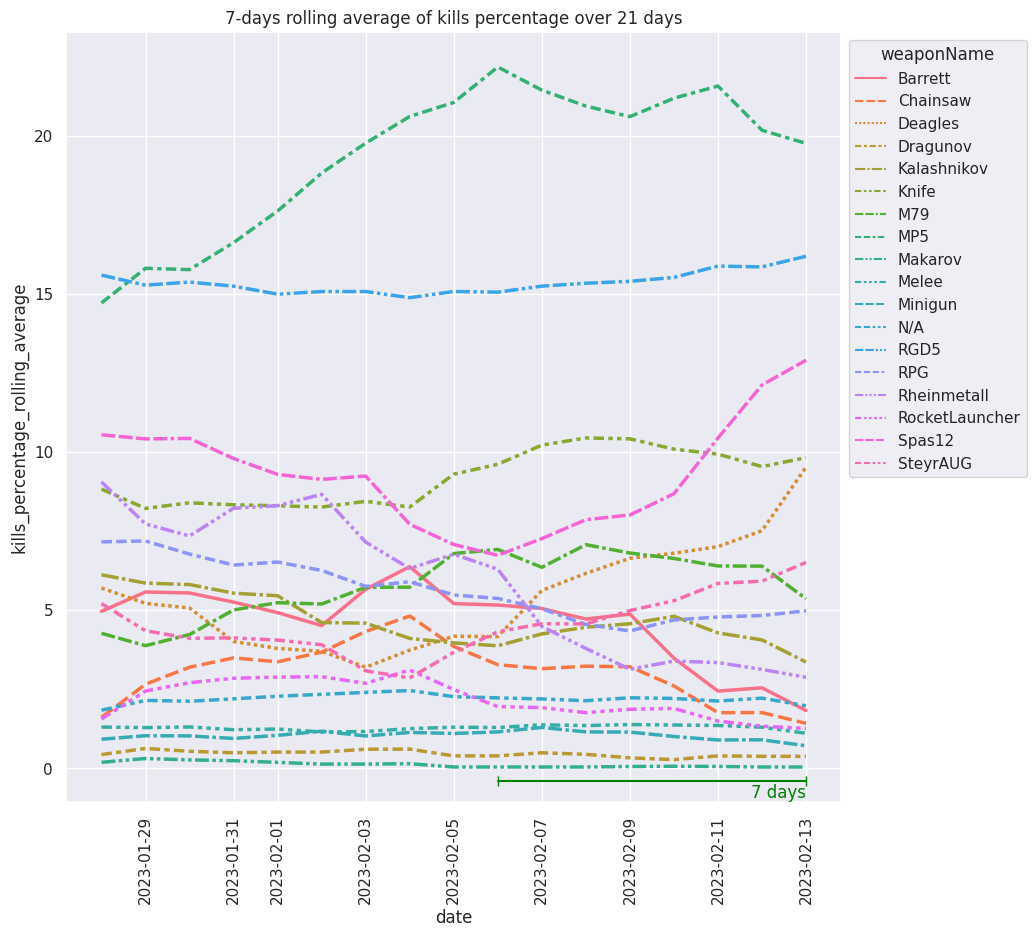 7-days rolling average of kills percentage over 21 days
kills_percentage_rolling_average
20
15
10
5
0
7 days
2023-01-29
2023-01-31
2023-02-01
2023-02-03
2023-02-05
2023-02-07
2023-02-09
2023-02-11
2023-02-13
date
weaponName
Barrett
Chainsaw
Deagles
Dragunov
Kalashnikov
Knife
M79
MP5
Makarov
Melee
Minigun
N/A
RGD5
RPG
Rheinmetall
RocketLauncher
Spas12
SteyrAUG